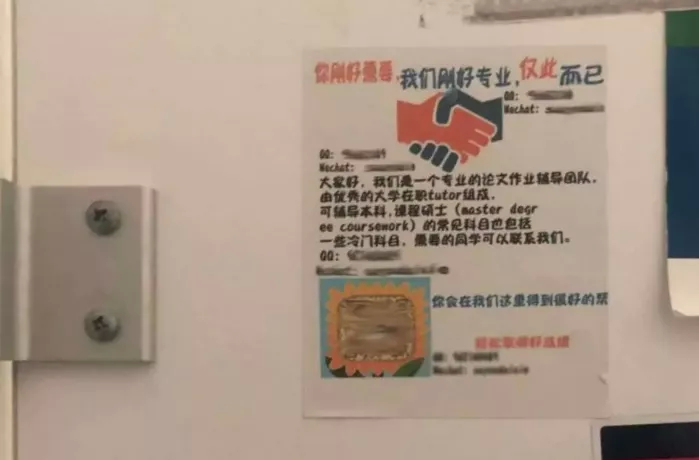 你刚好需要,我们刚好专业,仅此而已
QQ:
Wechat:
QQ:
Wechat:
大家好，我们是一个专业的论文作业辅导团队，
由优秀的大学在职tutor组成，
可辅导本科,课程硕士（master degr
ee coursework）的常见科目也包括
一些冷门科目，需要的同学可以联系我们。
QQ:
Wechat:
你会在我们这里得到很好的帮
QQ:
Wechat: